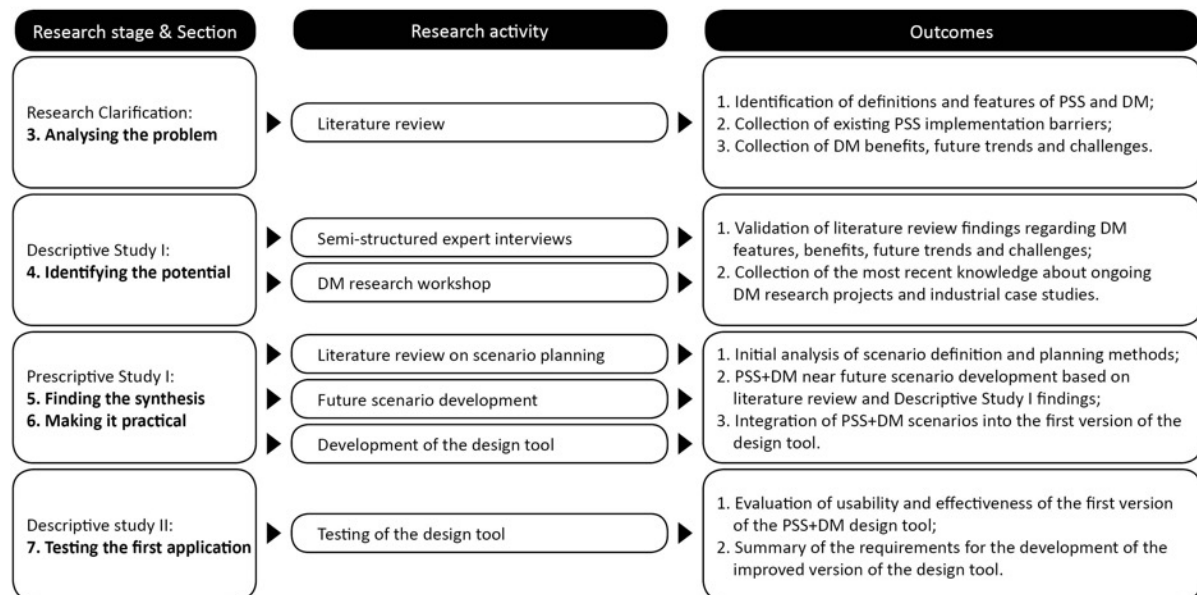 Research stage & Section
Research activity
Outcomes
Research Clarification:
3. Analysing the problem
Literature review
1. Identification of definitions and features of PSS and DM;
2. Collection of existing PSS implementation barriers;
3. Collection of DM benefits, future trends and challenges.
Descriptive Study I:
4. Identifying the potential
Semi-structured expert interviews
DM research workshop
1. Validation of literature review findings regarding DM
features, benefits, future trends and challenges;
2. Collection of the most recent knowledge about ongoing
DM research projects and industrial case studies.
Prescriptive Study I:
5. Finding the synthesis
6. Making it practical
Literature review on scenario planning
Future scenario development
Development of the design tool
1. Initial analysis of scenario definition and planning methods;
2. PSS+DM near future scenario development based on
literature review and Descriptive Study I findings;
3. Integration of PSS+DM scenarios into the first version of the
design tool.
Descriptive study II:
7. Testing the first application
Testing of the design tool
1. Evaluation of usability and effectiveness of the first version
of the PSS+DM design tool;
2. Summary of the requirements for the development of the
improved version of the design tool.